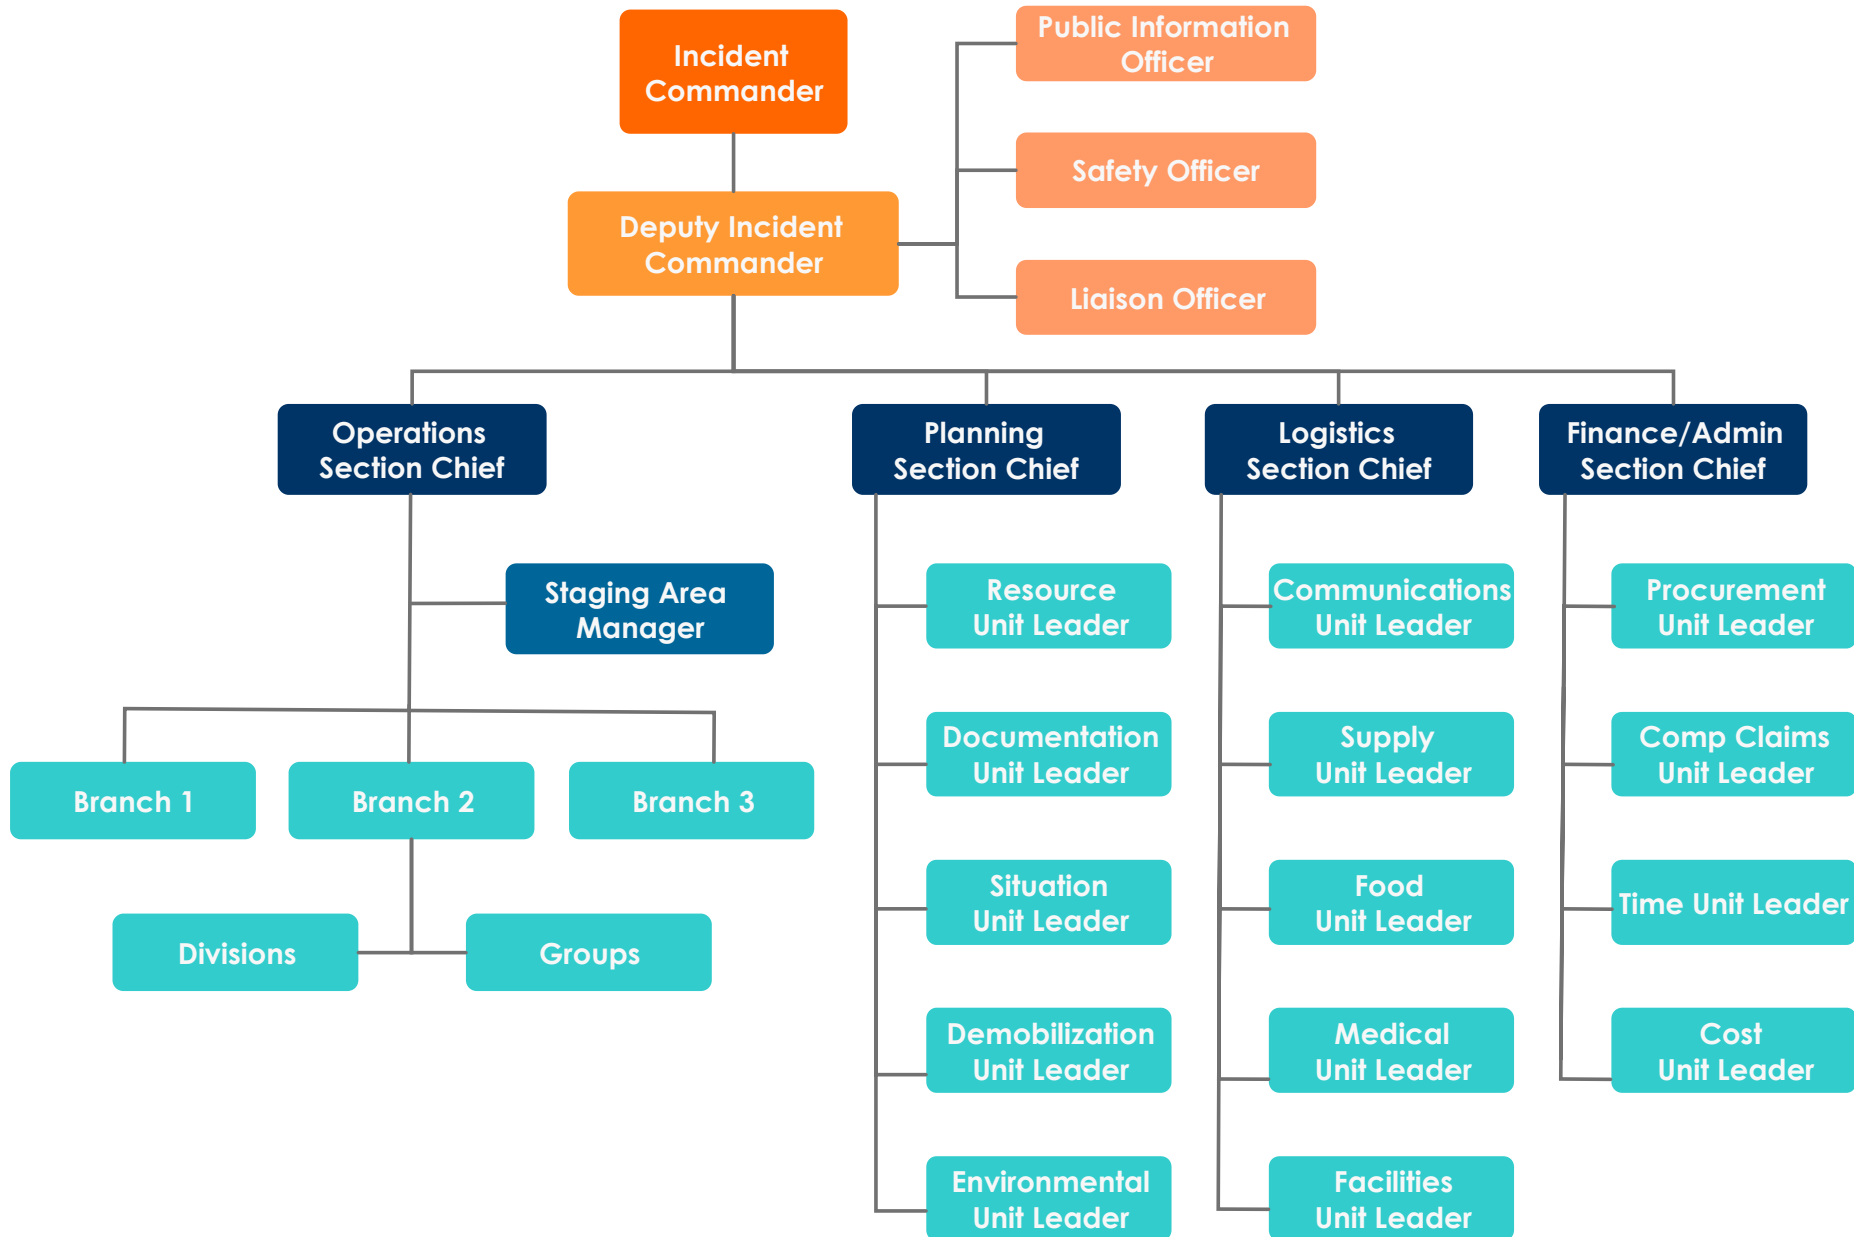 Incident
Commander
Public Information
Officer
Safety Officer
Deputy Incident
Commander
Liaison Officer
Operations
Section Chief
Planning
Section Chief
Logistics
Section Chief
Finance/Admin
Section Chief
Staging Area
Manager
Resource
Unit Leader
Communications
Unit Leader
Procurement
Unit Leader
Branch 1
Branch 2
Branch 3
Documentation
Unit Leader
Supply
Unit Leader
Comp Claims
Unit Leader
Divisions
Groups
Situation
Unit Leader
Food
Unit Leader
Time Unit Leader
Demobilization
Unit Leader
Medical
Unit Leader
Cost
Unit Leader
Environmental
Unit Leader
Facilities
Unit Leader